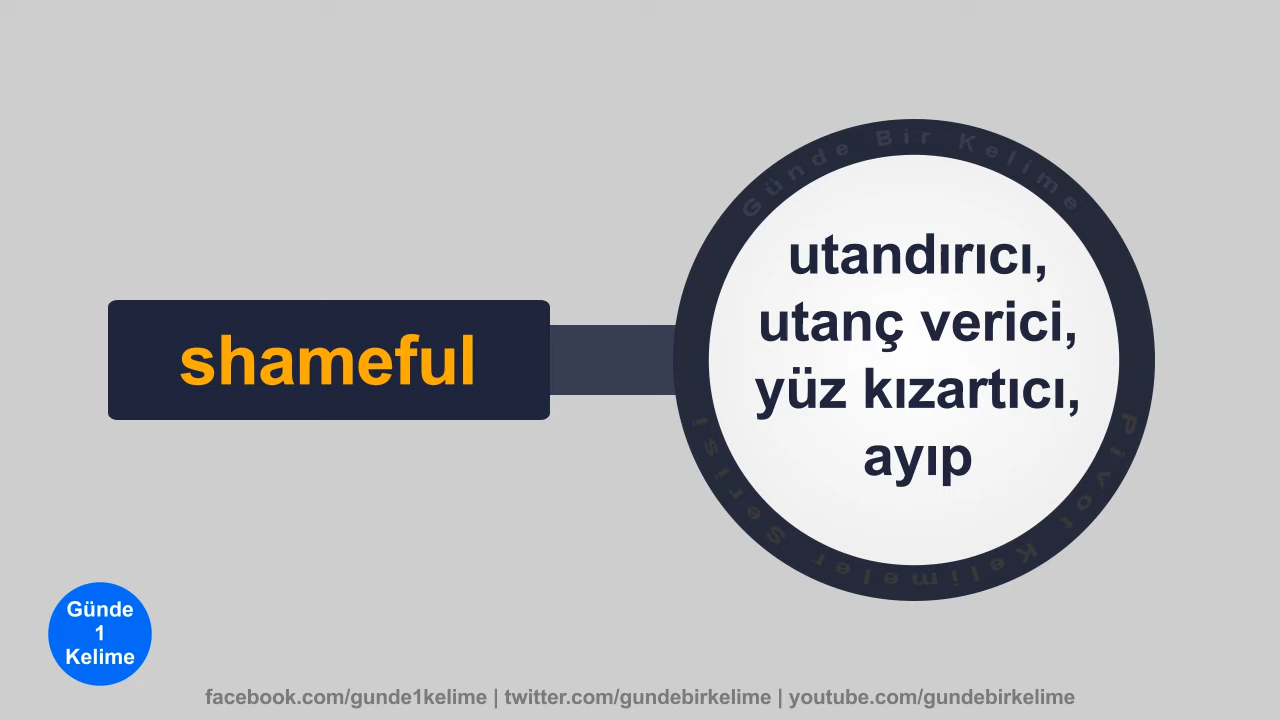 Günde Bir Kelime
utandırıcı,
utanç verici,
yüz kızartıcı,
ayıp
shameful
Pivot Kelimeler Serisi
Günde
1
Kelime
facebook.com/gunde1kelime | twitter.com/gundebirkelime | youtube.com/gundebirkelime